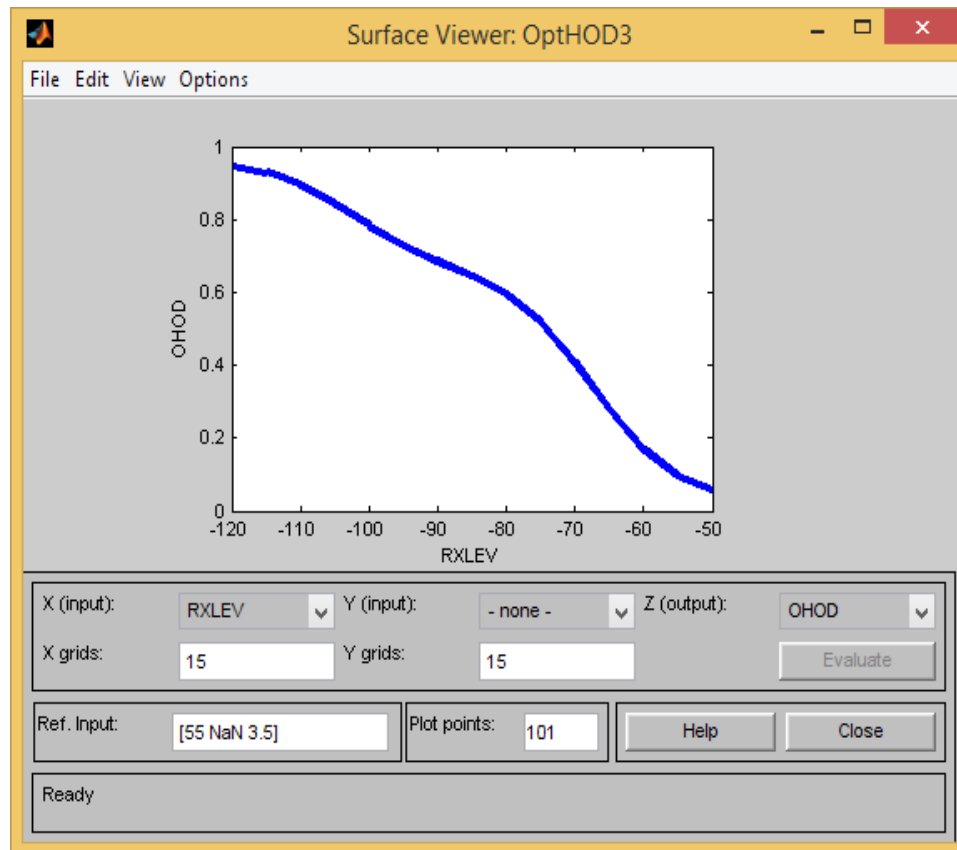 Surface Viewer: OptHOD3
File Edit View Options
1
0.8
0.6
0.4
0.2
0
OHOD
-120 -110 -100 -90 -80 -70 -60 -50
RXLEV
X (input): RXLEV Y (input): - none - Z (output): OHOD
X grids: 15 Y grids: 15 Evaluate
Ref. Input: [55 NaN 3.5] Plot points: 101 Help Close
Ready